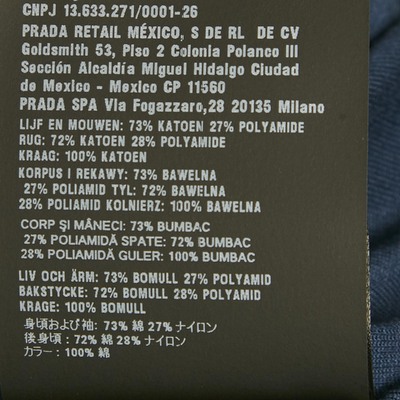 CNPJ 13.633.271/0001-26
PRADA RETAIL MÉXICO, S DE RL DE CV
Goldsmith 53, Piso 2 Colonia Polanco III
Sección Alcaldía Miguel Hidalgo Ciudad
de Mexico - Mexico CP 11560
PRADA SPA Via Fogazzaro,28 20135 Milano
LIJF EN MOUWEN: 73% KATOEN 27% POLYAMIDE
RUG: 72% KATOEN 28% POLYAMIDE
KRAAG: 100% KATOEN
KORPUS I REKAWY: 73% BAWELNA
27% POLIAMID TYL: 72% BAWELNA
28% POLIAMID KOLNIERZ: 100% BAWELNA
CORP ŞI MÂNECI: 73% BUMBAC
27% POLIAMIDĂ SPATE: 72% BUMBAC
28% POLIAMIDĂ GULER: 100% BUMBAC
LIV OCH ÄRM: 73% BOMULL 27% POLYAMID
BAKSTYCKE: 72% BOMULL 28% POLYAMID
KRAGE: 100% BOMULL
身頃および袖: 73% 綿 27% ナイロン
後身頃: 72% 綿 28% ナイロン
カラー: 100% 綿